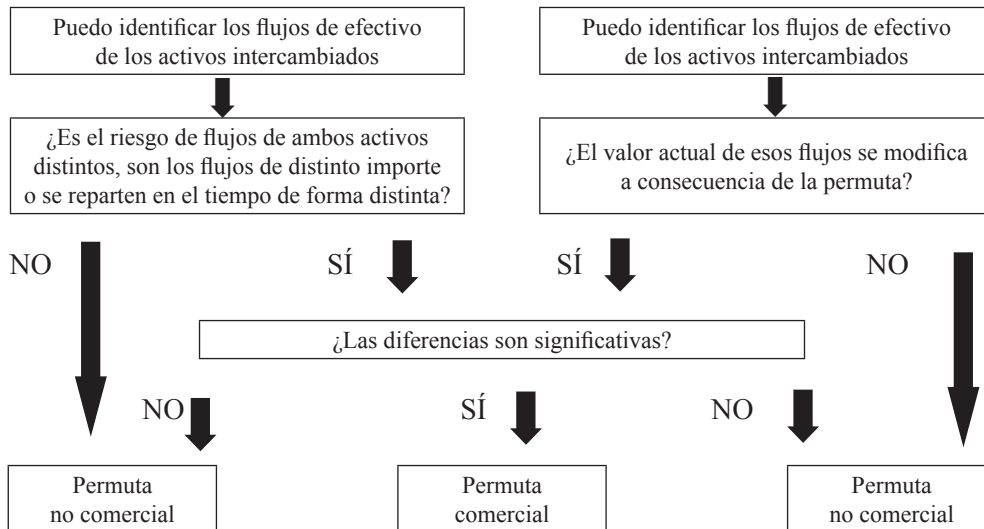 Puedo identificar los flujos de efectivo
de los activos intercambiados
Puedo identificar los flujos de efectivo
de los activos intercambiados
¿Es el riesgo de flujos de ambos activos
distintos, son los flujos de distinto importe
o se reparten en el tiempo de forma distinta?
¿El valor actual de esos flujos se modifica
a consecuencia de la permuta?
NO
SÍ
SÍ
NO
¿Las diferencias son significativas?
NO
SÍ
NO
Permuta
no comercial
Permuta
comercial
Permuta
no comercial